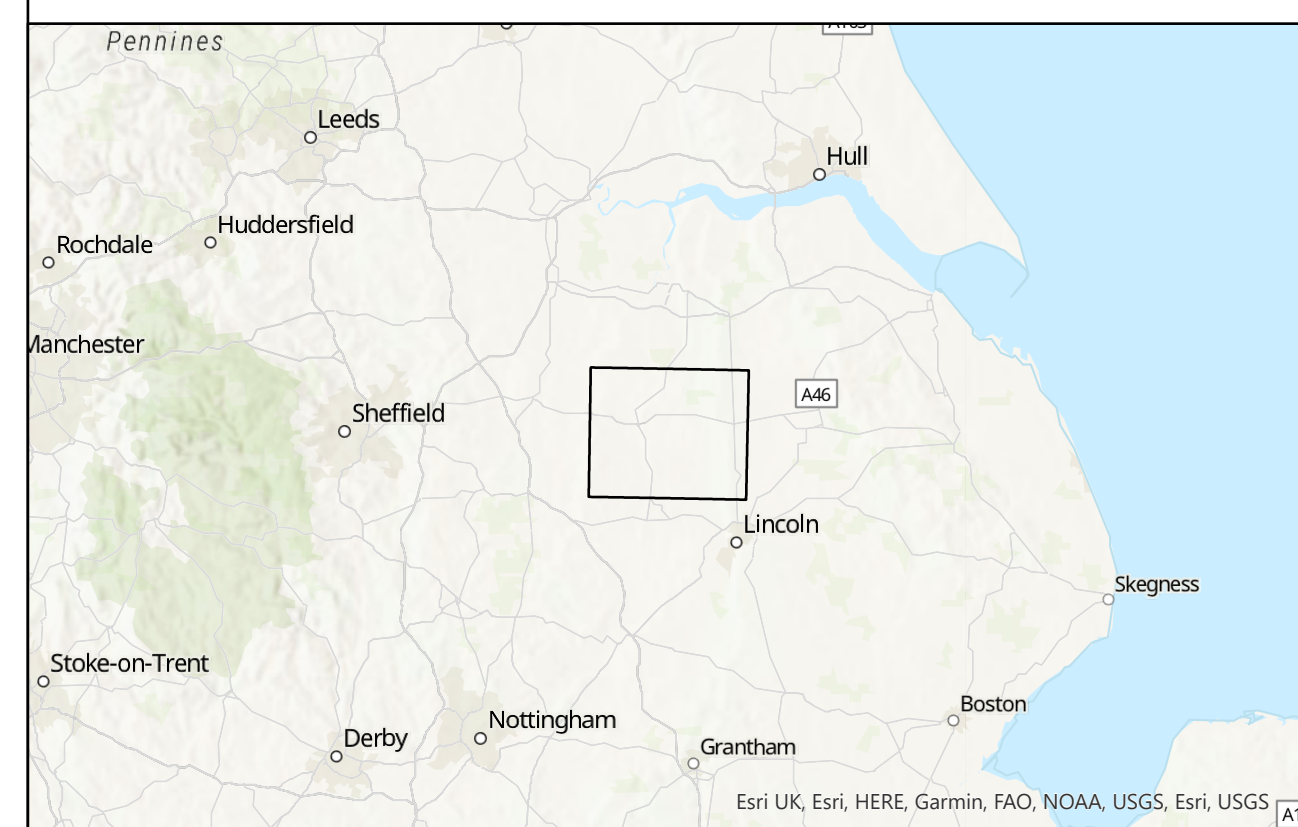 Pennines
Leeds
Hull
Huddersfield
Rochdale
Manchester
A46
Sheffield
Lincoln
Skegness
Stoke-on-Trent
Boston
Nottingham
Derby
Grantham
Esri UK, Esri, HERE, Garmin, FAO, NOAA, USGS, Esri, USGS